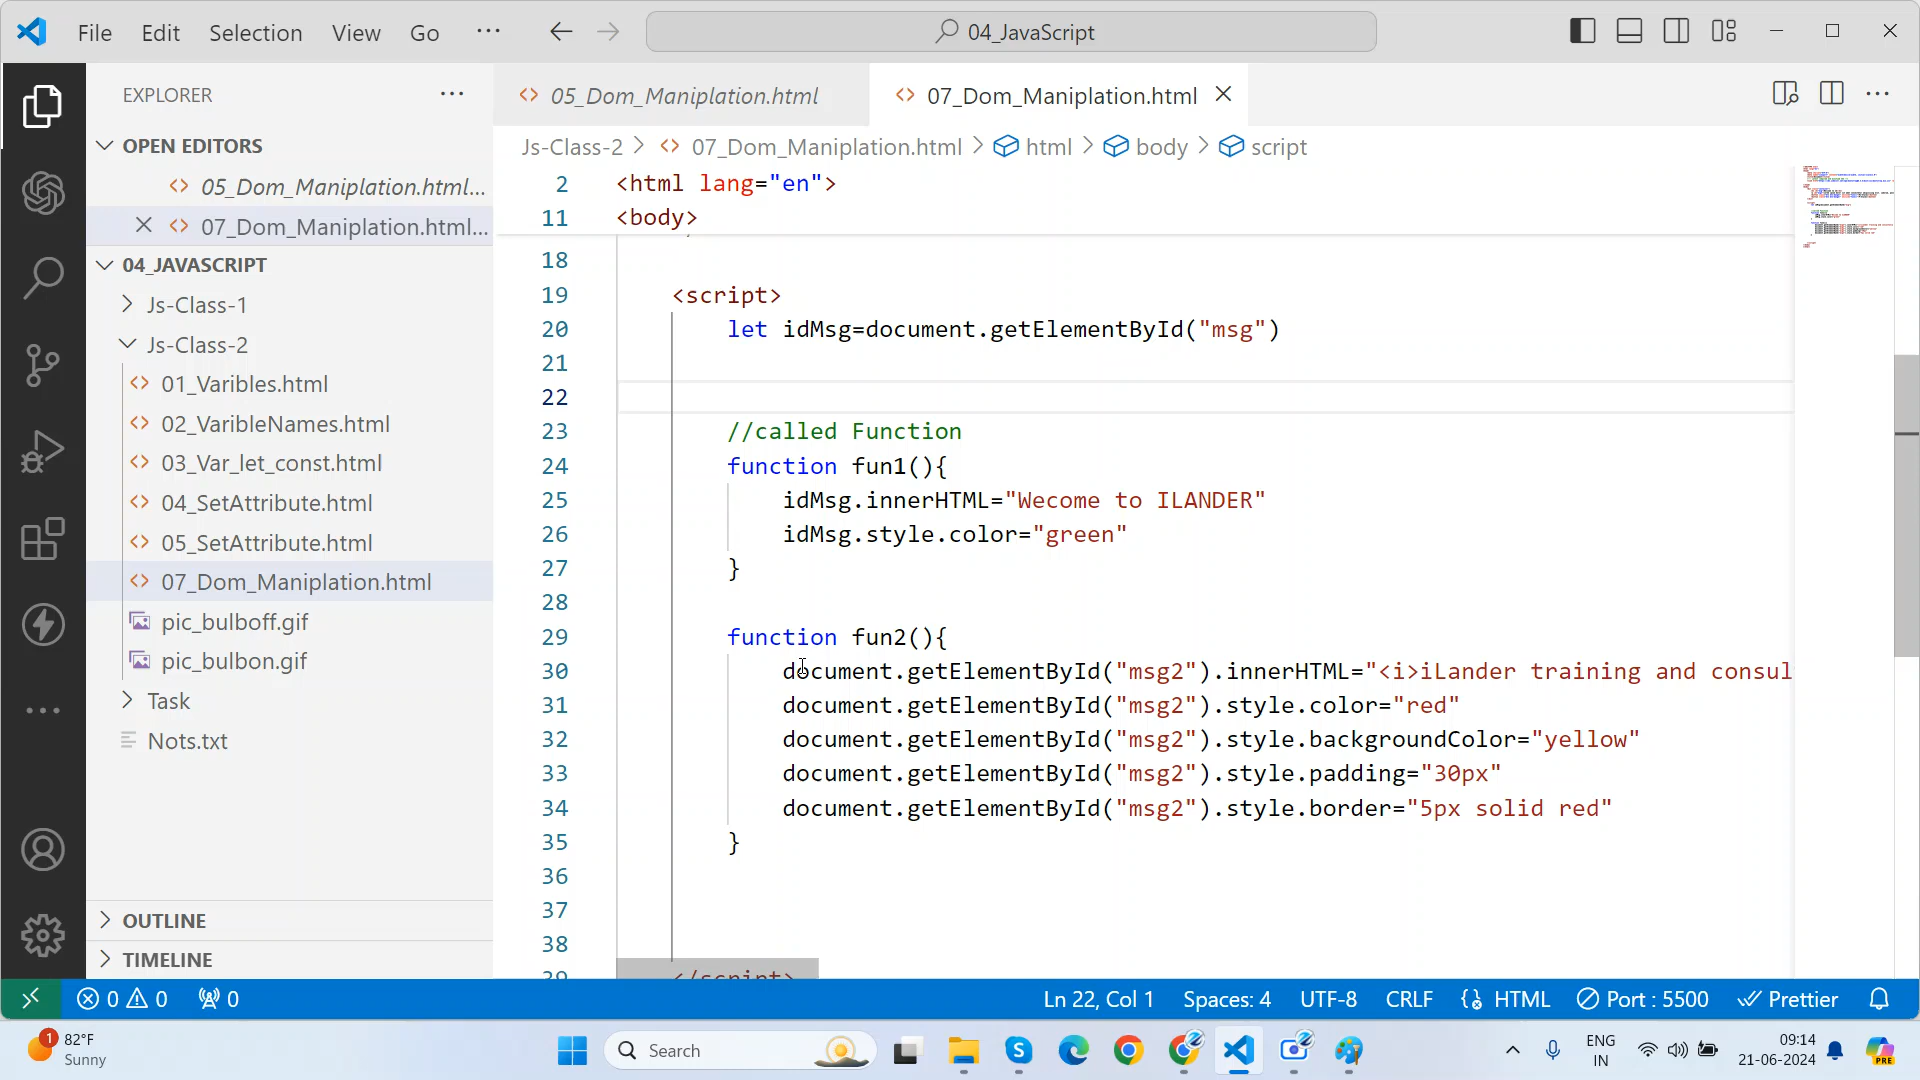 File Edit Selection View Go ··· 04_JavaScript
EXPLORER ···
OPEN EDITORS
05_Dom_Maniplation.html...
07_Dom_Maniplation.html...
04_JAVASCRIPT
Js-Class-1
Js-Class-2
01_Varibles.html
02_VaribleNames.html
03_Var_let_const.html
04_SetAttribute.html
05_SetAttribute.html
07_Dom_Maniplation.html
pic_bulboff.gif
pic_bulbon.gif
Task
Nots.txt
OUTLINE
TIMELINE
05_Dom_Maniplation.html 07_Dom_Maniplation.html
Js-Class-2 > 07_Dom_Maniplation.html > html > body > script
2 <html lang="en">
11 <body>
18
19 <script>
20 let idMsg=document.getElementById("msg")
21
22
23 //called Function
24 function fun1(){
25 idMsg.innerHTML="Wecome to ILANDER"
26 idMsg.style.color="green"
27 }
28
29 function fun2(){
30 document.getElementById("msg2").innerHTML="<i>iLander training and consul
31 document.getElementById("msg2").style.color="red"
32 document.getElementById("msg2").style.backgroundColor="yellow"
33 document.getElementById("msg2").style.padding="30px"
34 document.getElementById("msg2").style.border="5px solid red"
35 }
36
37
38
39 </script>
0 0 0 Ln 22, Col 1 Spaces: 4 UTF-8 CRLF HTML Port : 5500 Prettier
1 82°F
Sunny
Search
ENG
IN
09:14
21-06-2024
PRE